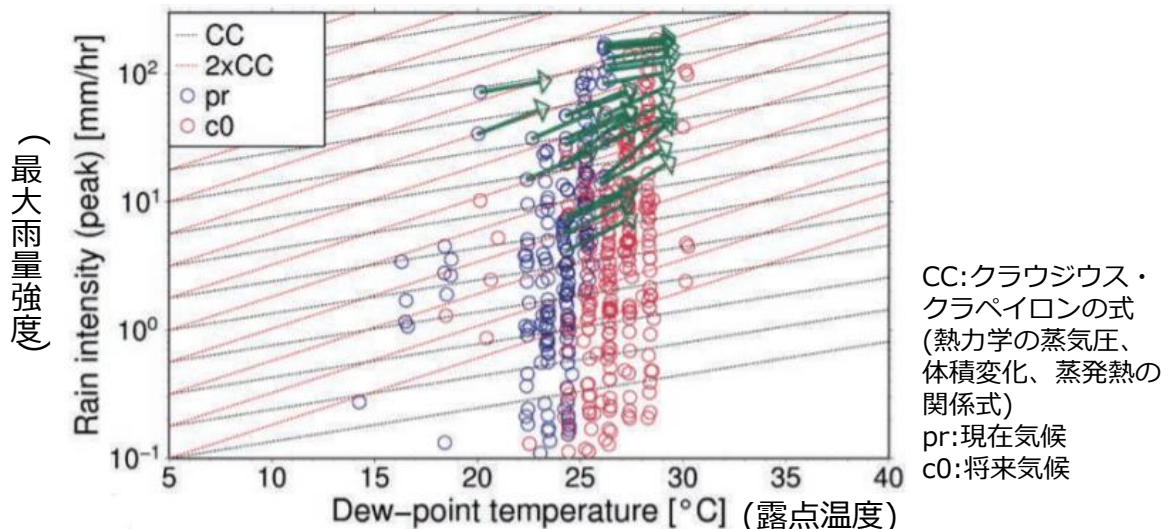 CC
2xCC
pr
c0
Rain intensity (peak) [mm/hr]
(最大雨量強度)
10²
10¹
10⁰
10⁻¹
5
10
15
20
25
30
35
40
Dew−point temperature [°C] (露点温度)
CC:クラウジウス・
クラペイロンの式
(熱力学の蒸気圧、
体積変化、蒸発熱の
関係式)
pr:現在気候
c0:将来気候